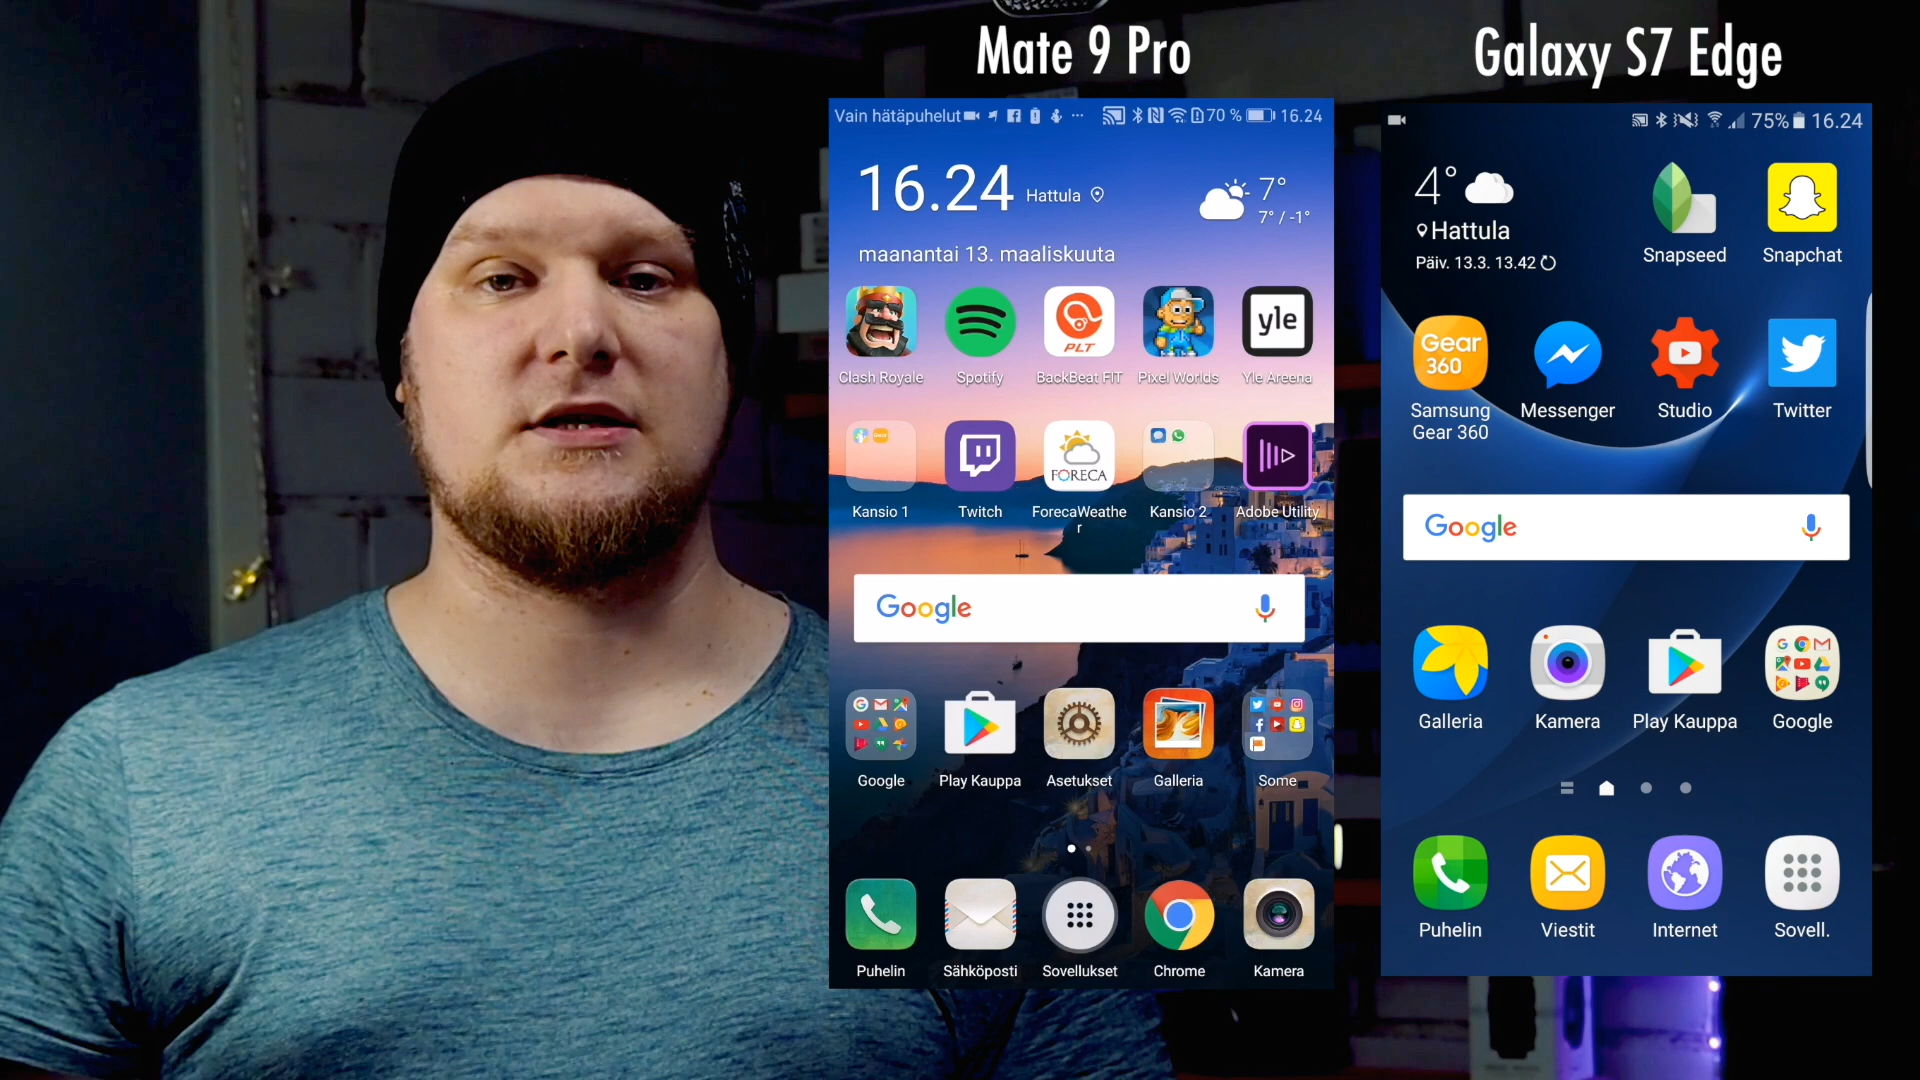 Mate 9 Pro
Vain hätäpuhelut
70 %
16.24
16.24
Hattula
7°
7° / -1°
maanantai 13. maaliskuuta
PLT
yle
Clash Royale
Spotify
BackBeat FIT
Pixel Worlds
Yle Areena
Gear
FORECA
Kansio 1
Twitch
ForecaWeathe
r
Kansio 2
Adobe Utility
Google
Google
Play Kauppa
Asetukset
Galleria
Some
Puhelin
Sähköposti
Sovellukset
Chrome
Kamera
Galaxy S7 Edge
75%
16.24
4°
Hattula
Päiv. 13.3. 13.42
Snapseed
Snapchat
Gear
360
Samsung
Gear 360
Messenger
Studio
Twitter
Google
Galleria
Kamera
Play Kauppa
Google
Puhelin
Viestit
Internet
Sovell.